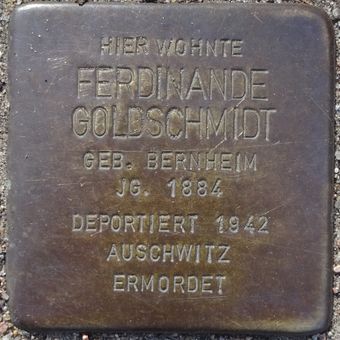 HIER WOHNTE
FERDINANDE
GOLDSCHMIDT
GEB. BERNHEIM
JG. 1884
DEPORTIERT 1942
AUSCHWITZ
ERMORDET